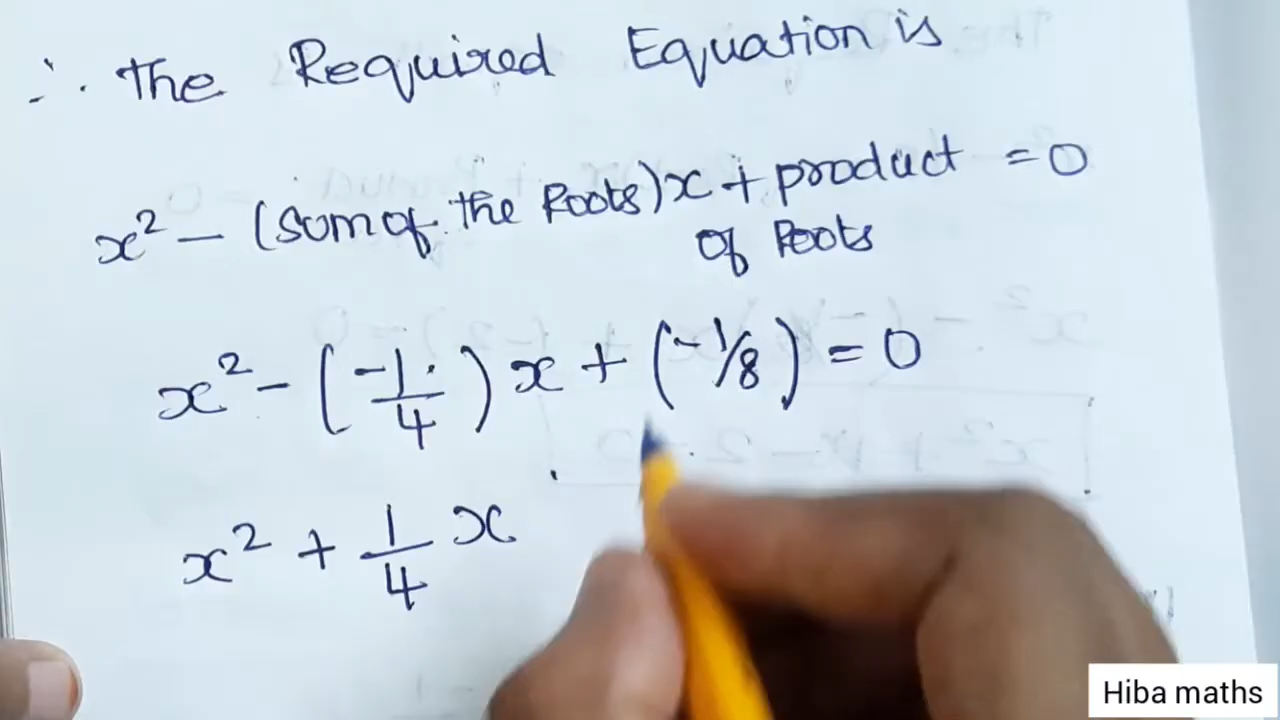 ∴ The Required Equation is
x² - (sum of the Roots)x + product = 0
of Roots
x² - (-1/4)x + (-1/8) = 0
x² + 1/4 x
Hiba maths